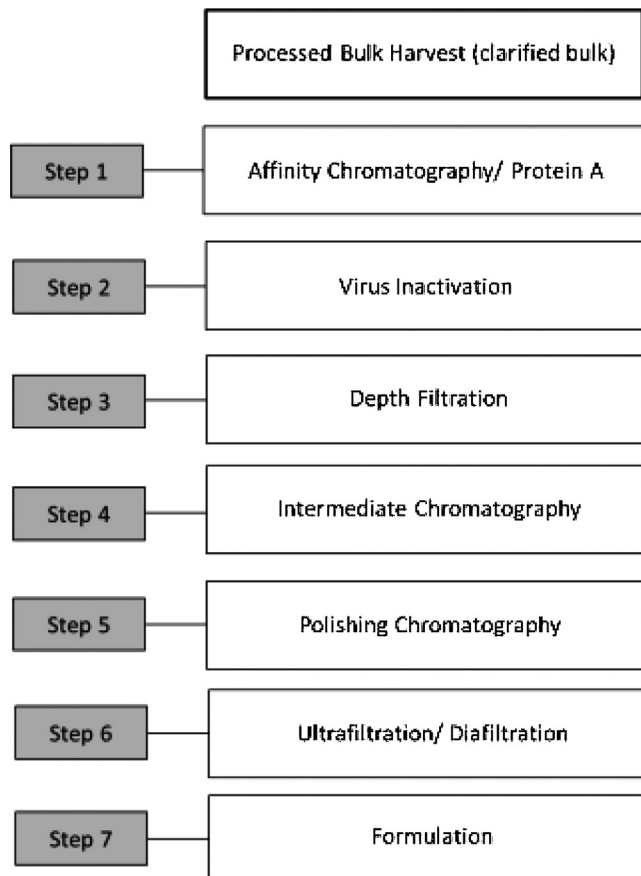 Processed Bulk Harvest (clarified bulk)
Step 1
Affinity Chromatography/ Protein A
Step 2
Virus Inactivation
Step 3
Depth Filtration
Step 4
Intermediate Chromatography
Step 5
Polishing Chromatography
Step 6
Ultrafiltration/ Diafiltration
Step 7
Formulation